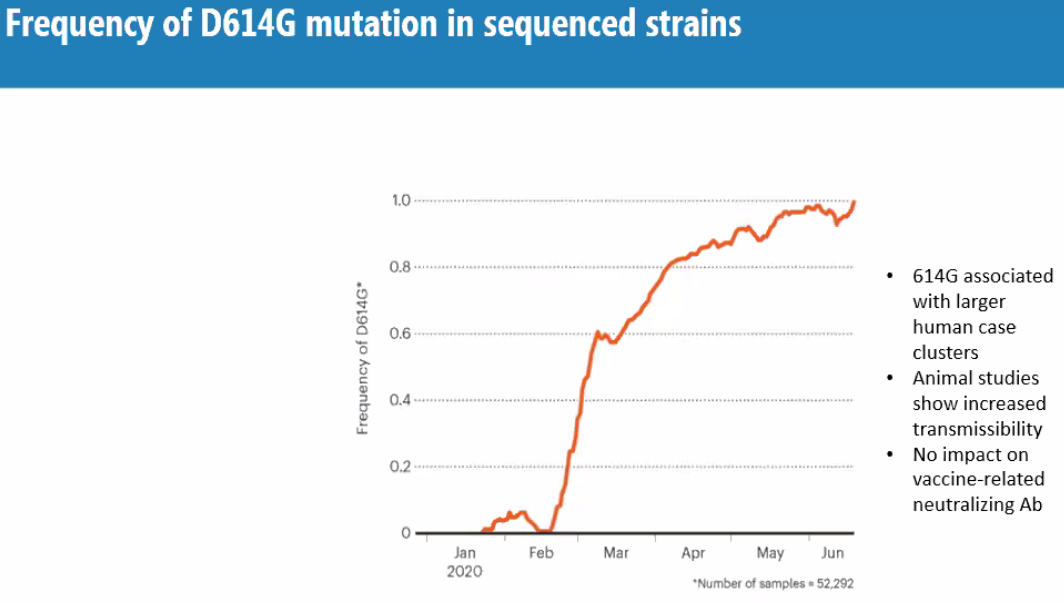 Frequency of D614G mutation in sequenced strains
1.0
0.8
0.6
0.4
0.2
0
Frequency of D614G*
Jan Feb Mar Apr May Jun
2020
*Number of samples = 52,292
• 614G associated
with larger
human case
clusters
• Animal studies
show increased
transmissibility
• No impact on
vaccine-related
neutralizing Ab